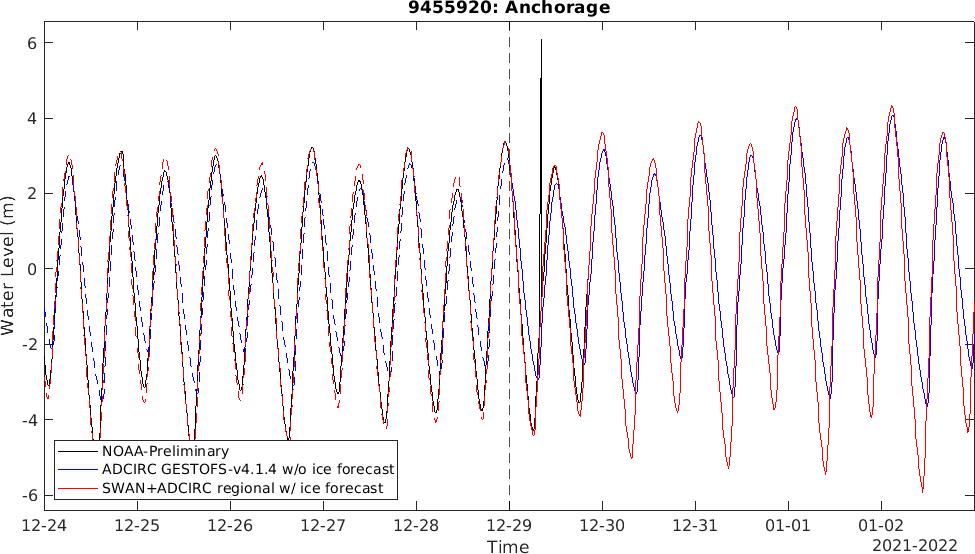 9455920: Anchorage
6
4
2
0
-2
-4
-6
Water Level (m)
NOAA-Preliminary
ADCIRC GESTOFS-v4.1.4 w/o ice forecast
SWAN+ADCIRC regional w/ ice forecast
12-24 12-25 12-26 12-27 12-28 12-29 12-30 12-31 01-01 01-02
Time
2021-2022